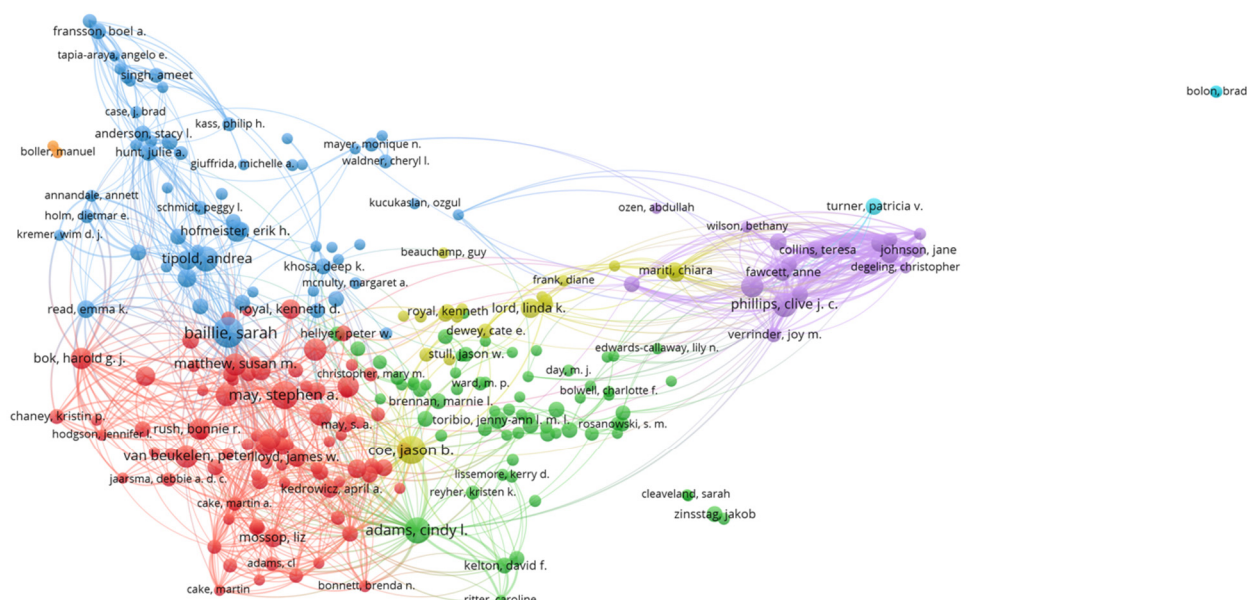 fransson, boel a.
tapia-araya, angelo e.
singh, ameet
bolon, brad
case, j. brad
kass, philip h.
anderson, stacy l.
mayer, monique n.
boller, manuel
hunt, julie a.
giuffrida, michelle a.
waldner, cheryl l.
annandale, annett
kucukaslan, ozgul
schmidt, peggy l.
ozen, abdullah
turner, patricia v.
holm, dietmar e.
wilson, bethany
kremer, wim d. j.
hofmeister, erik h.
collins, teresa
johnson, jane
beauchamp, guy
tipold, andrea
khosa, deep k.
mariti, chiara
fawcett, anne
degeling, christopher
mcnulty, margaret a.
frank, diane
phillips, clive j. c.
read, emma k.
royal, kenneth d.
royal, kenneth
lord, linda k.
baillie, sarah
hellyer, peter w.
dewey, cate e.
verrinder, joy m.
bok, harold g. j.
matthew, susan m.
stull, jason w.
edwards-callaway, lily n.
christopher, mary m.
day, m. j.
ward, m. p.
bolwell, charlotte f.
may, stephen a.
brennan, marnie l.
chaney, kristin p.
may, s. a.
toribio, jenny-ann l. m. l.
rosanowski, s. m.
hodgson, jennifer l.
rush, bonnie r.
van beukelen, peter
lloyd, james w.
coe, jason b.
jaarsma, debbie a. d. c.
lissemore, kerry d.
kedrowicz, april a.
reyher, kristen k.
cleaveland, sarah
cake, martin a.
zinsstag, jakob
mossop, liz
adams, cindy l.
adams, cl
kelton, david f.
cake, martin
bonnett, brenda n.
ritter, caroline